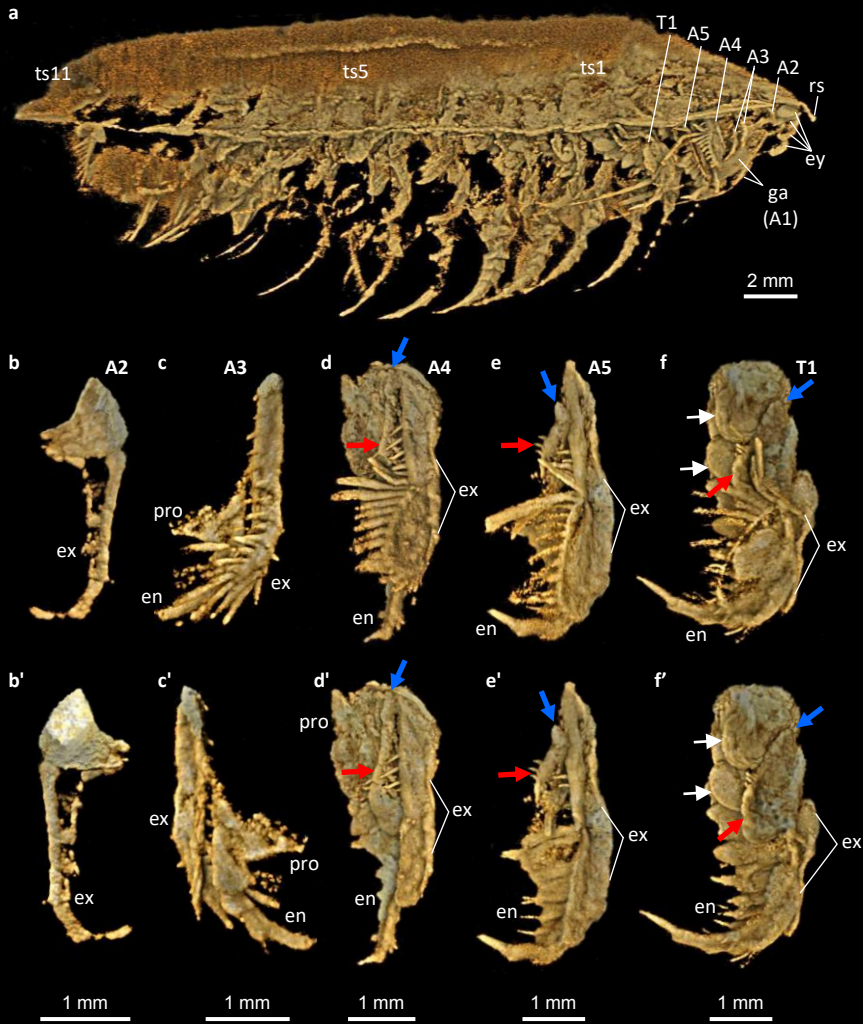 a
T1 A5 A4 A3 A2
ts11 ts5 ts1 rs
ey
ga
(A1)
2 mm
b A2 c A3 d A4 e A5 f T1
ex pro en ex ex en ex en ex en
b' c' d' e' f’
ex ex pro en pro ex en ex en ex en
1 mm 1 mm 1 mm 1 mm 1 mm